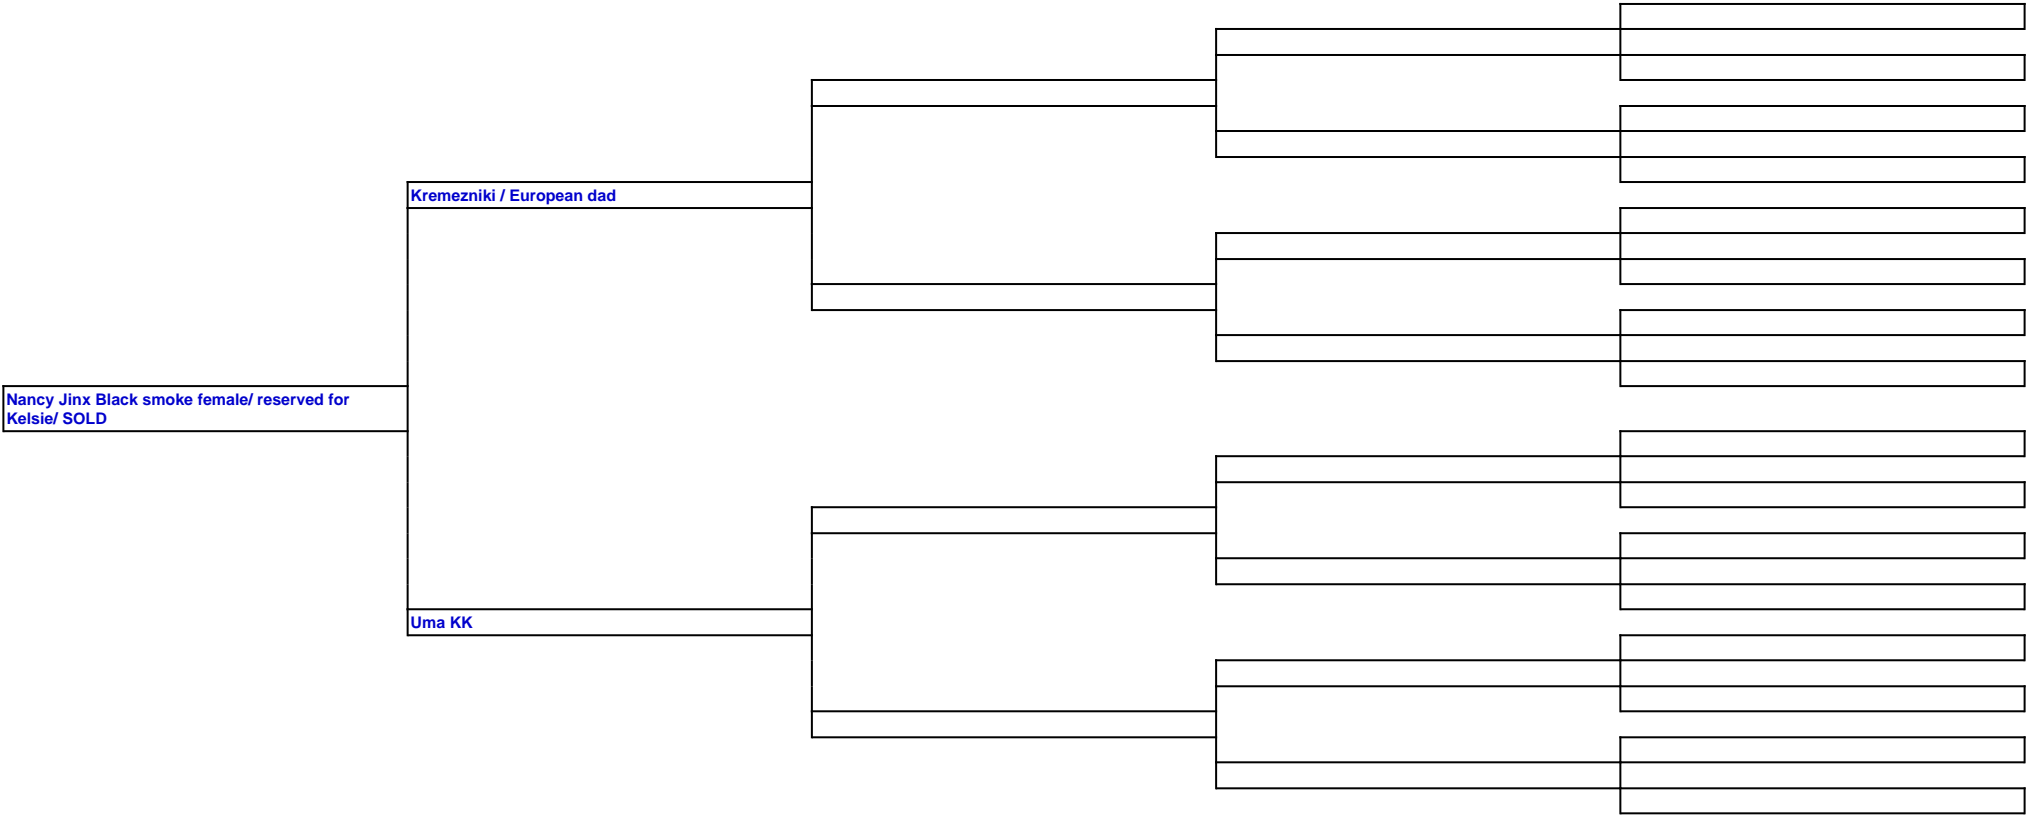 Kremezniki / European dad
Nancy Jinx Black smoke female/ reserved for
Kelsie/ SOLD
Uma KK